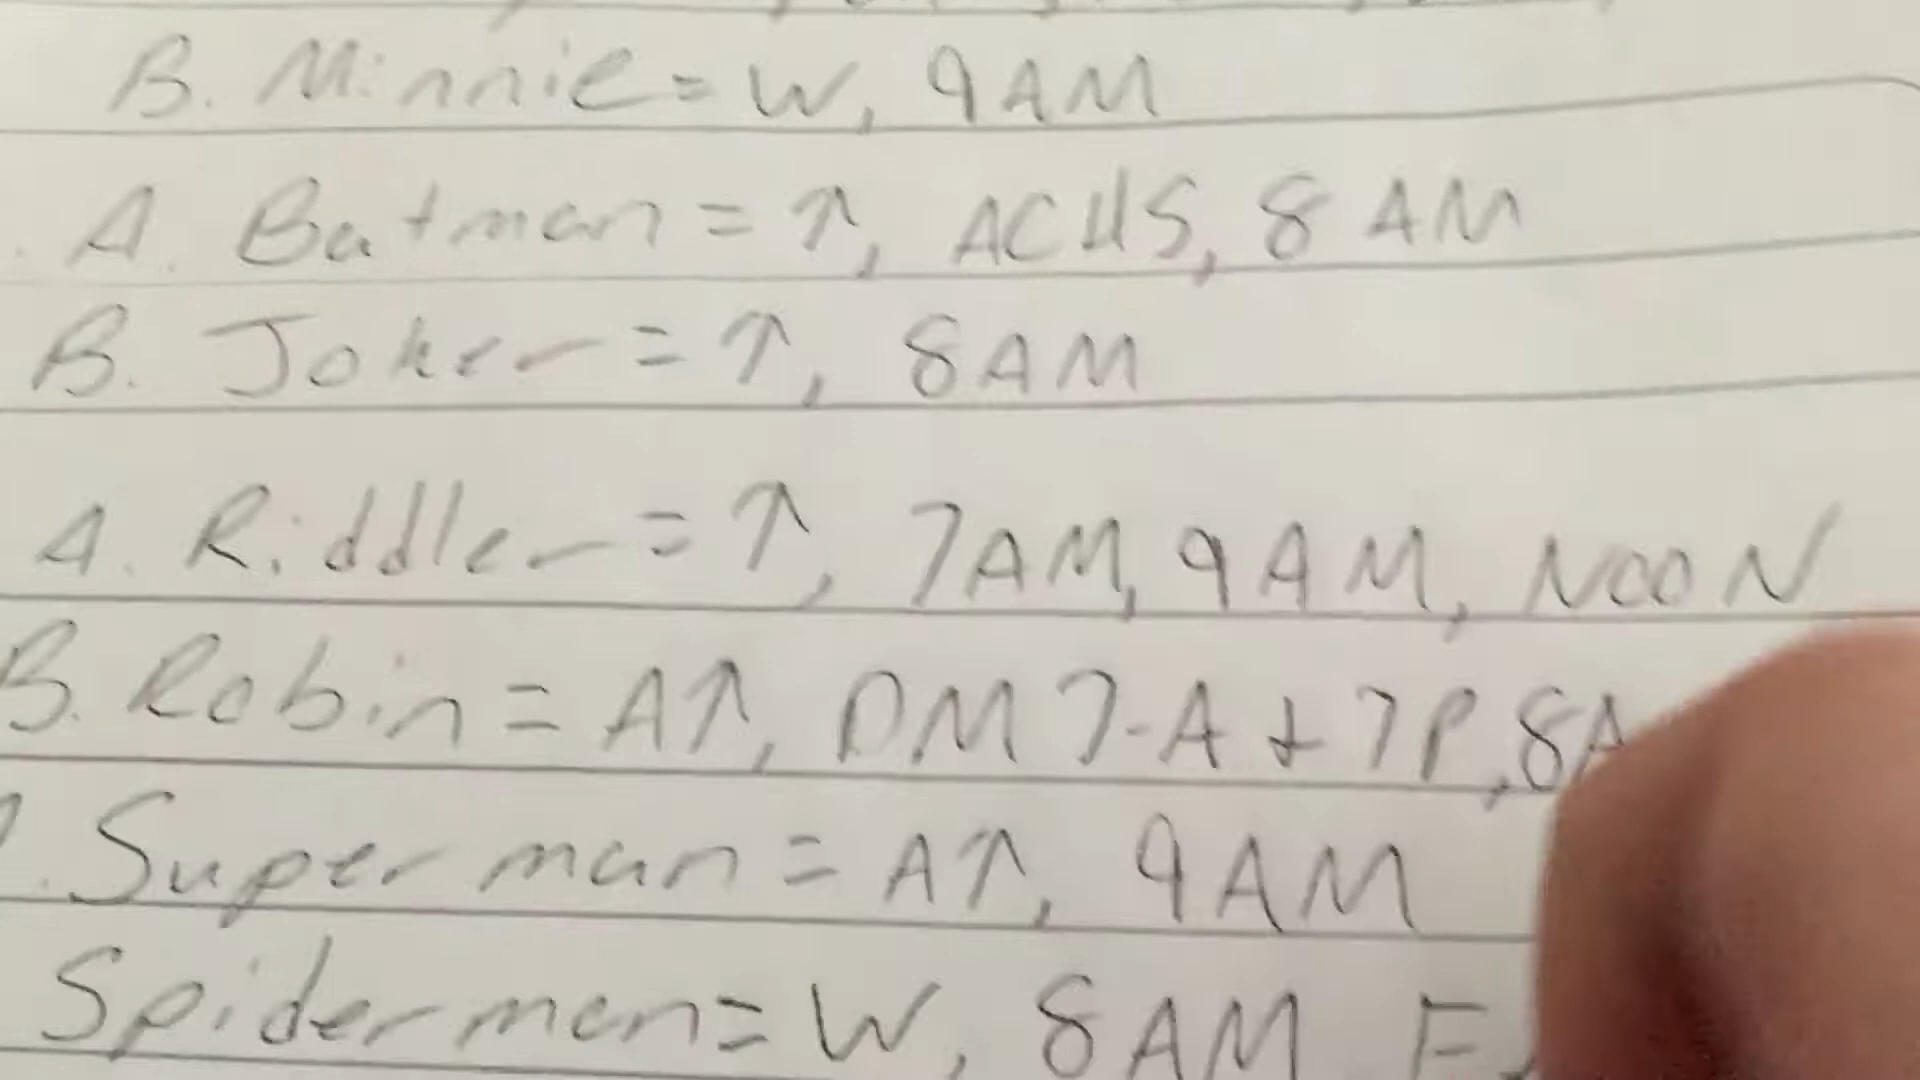 B. Minnie = W, 9AM
A. Batman = ↑, ACHS, 8 AM
B. Joker = ↑, 8AM
A. Riddler = ↑, 7AM, 9AM, NOON
B. Robin = A↑, DM 7-A + 7P, 8A
. Superman = A↑, 9AM
Spiderman = W, 8AM